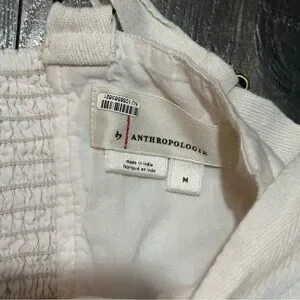 by ANTHROPOLOGIE
made in india
fabriqué en inde
M